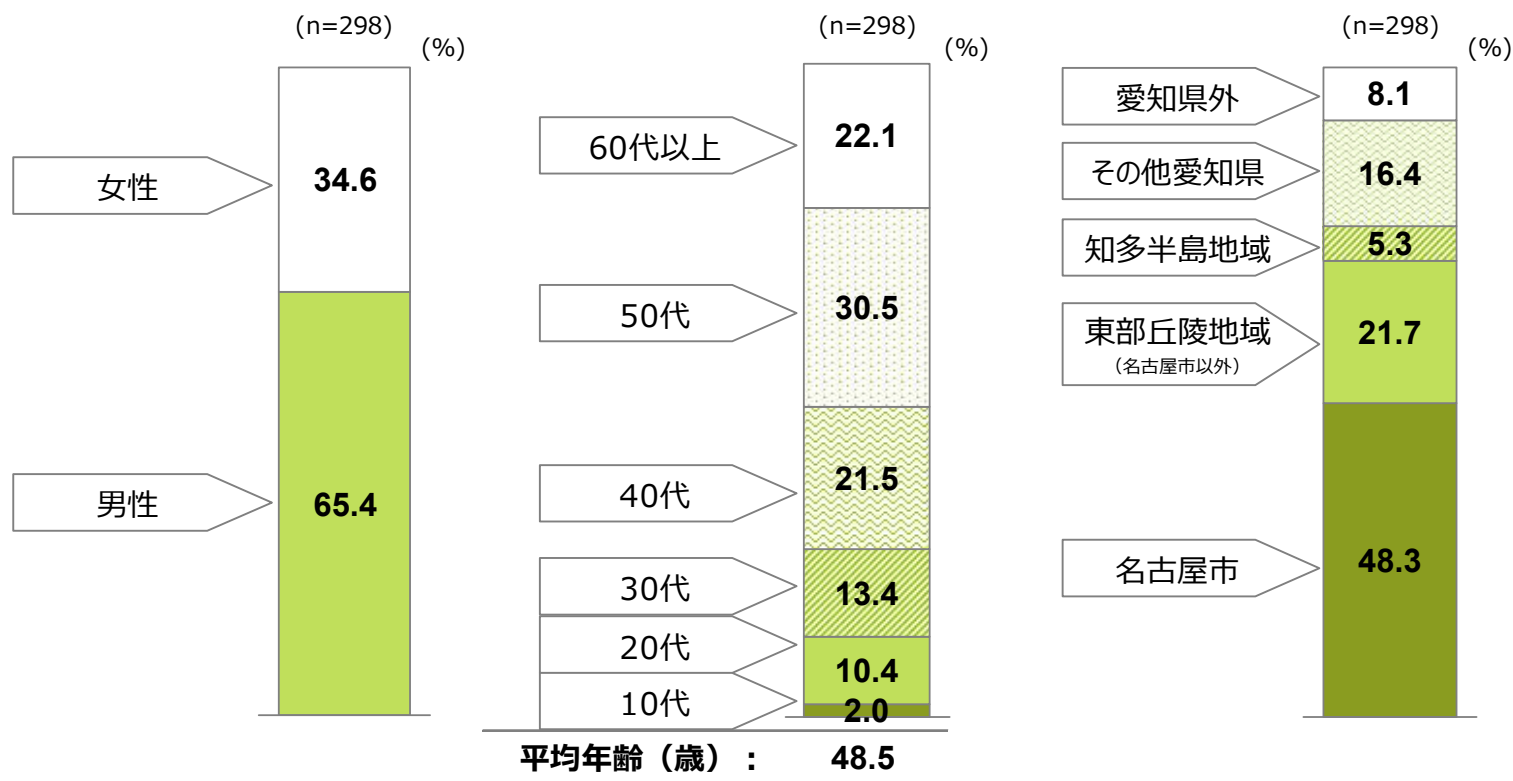 (n=298)
(%)
女性
34.6
男性
65.4
(n=298)
(%)
60代以上
22.1
50代
30.5
40代
21.5
30代
13.4
20代
10.4
10代
2.0
平均年齢（歳）： 48.5
(n=298)
(%)
愛知県外
8.1
その他愛知県
16.4
知多半島地域
5.3
東部丘陵地域
（名古屋市以外）
21.7
名古屋市
48.3